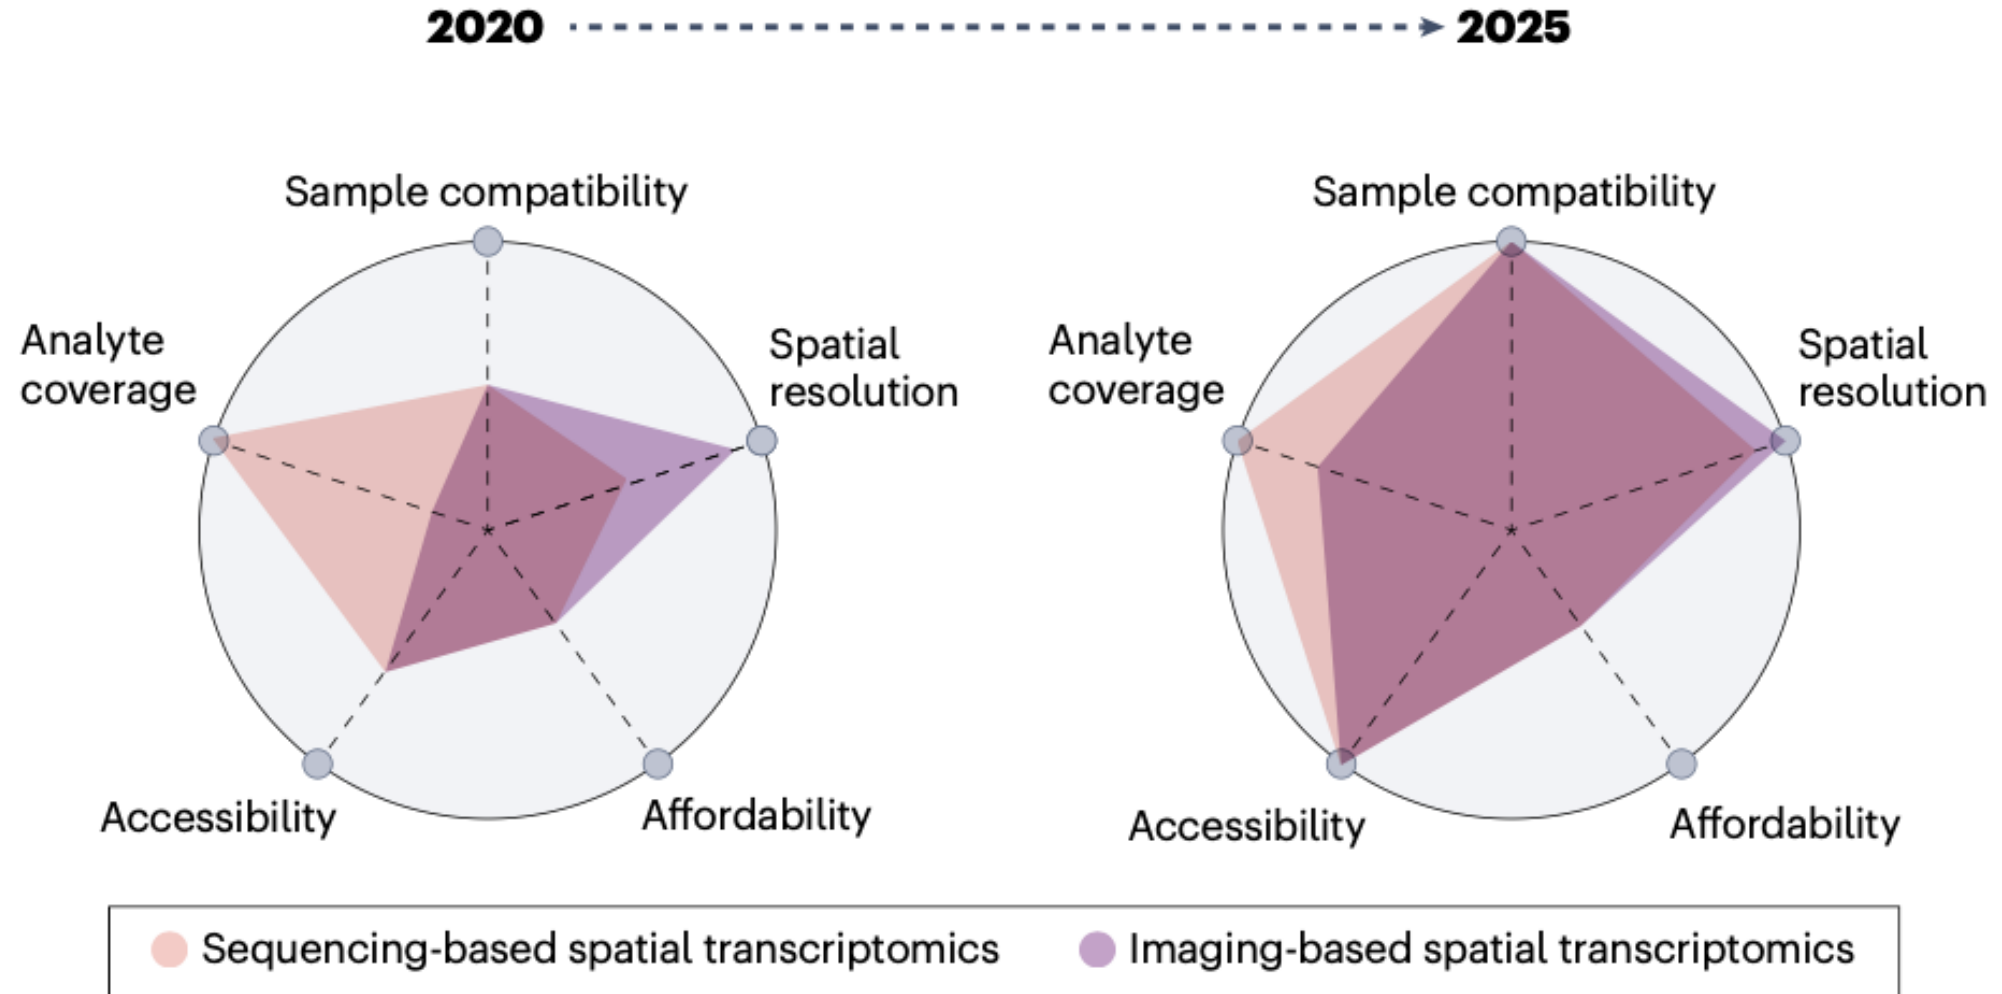 2020
2025
Sample compatibility
Analyte
coverage
Spatial
resolution
Accessibility
Affordability
Sample compatibility
Analyte
coverage
Spatial
resolution
Accessibility
Affordability
Sequencing-based spatial transcriptomics
Imaging-based spatial transcriptomics